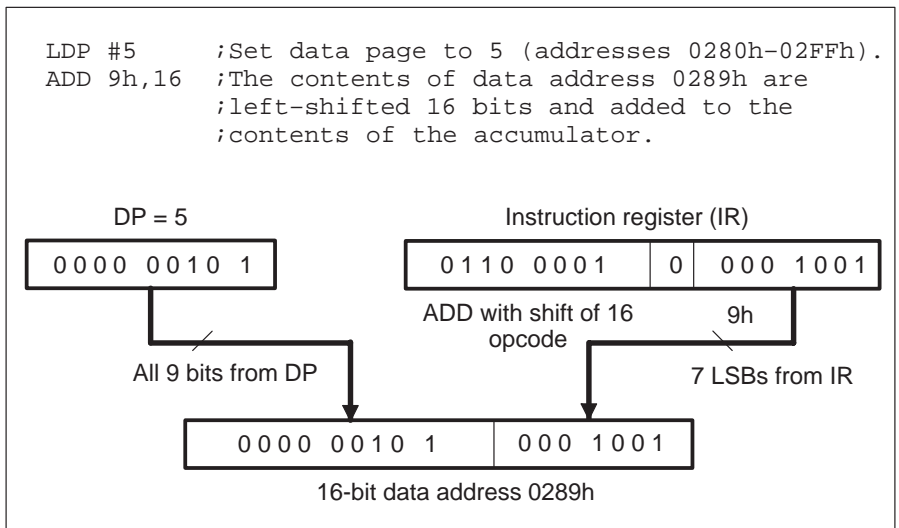 LDP #5 ;Set data page to 5 (addresses 0280h–02FFh).
ADD 9h,16 ;The contents of data address 0289h are
;left–shifted 16 bits and added to the
;contents of the accumulator.
DP = 5
Instruction register (IR)
0000 0010 1
0110 0001 0 000 1001
ADD with shift of 16
opcode
9h
All 9 bits from DP
7 LSBs from IR
0000 0010 1 000 1001
16-bit data address 0289h